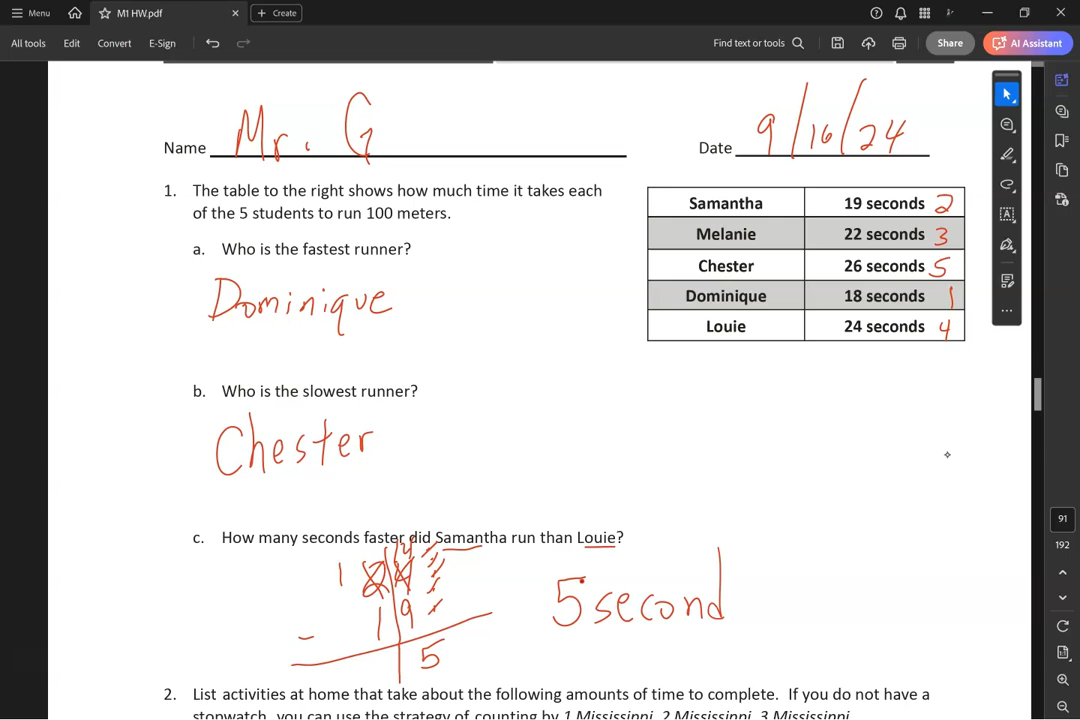 Menu M1 HW.pdf Create
All tools Edit Convert E-Sign Find text or tools Share AI Assistant
Name Mr. G Date 9/16/24
1. The table to the right shows how much time it takes each
of the 5 students to run 100 meters.
Samantha 19 seconds 2
Melanie 22 seconds 3
Chester 26 seconds 5
Dominique 18 seconds 1
Louie 24 seconds 4
a. Who is the fastest runner?
Dominique
b. Who is the slowest runner?
Chester
c. How many seconds faster did Samantha run than Louie?
14
1 24
- 19
5
5 second
91
192
2. List activities at home that take about the following amounts of time to complete. If you do not have a
stopwatch, you can use the strategy of counting by 1 Mississippi, 2 Mississippi, 3 Mississippi.